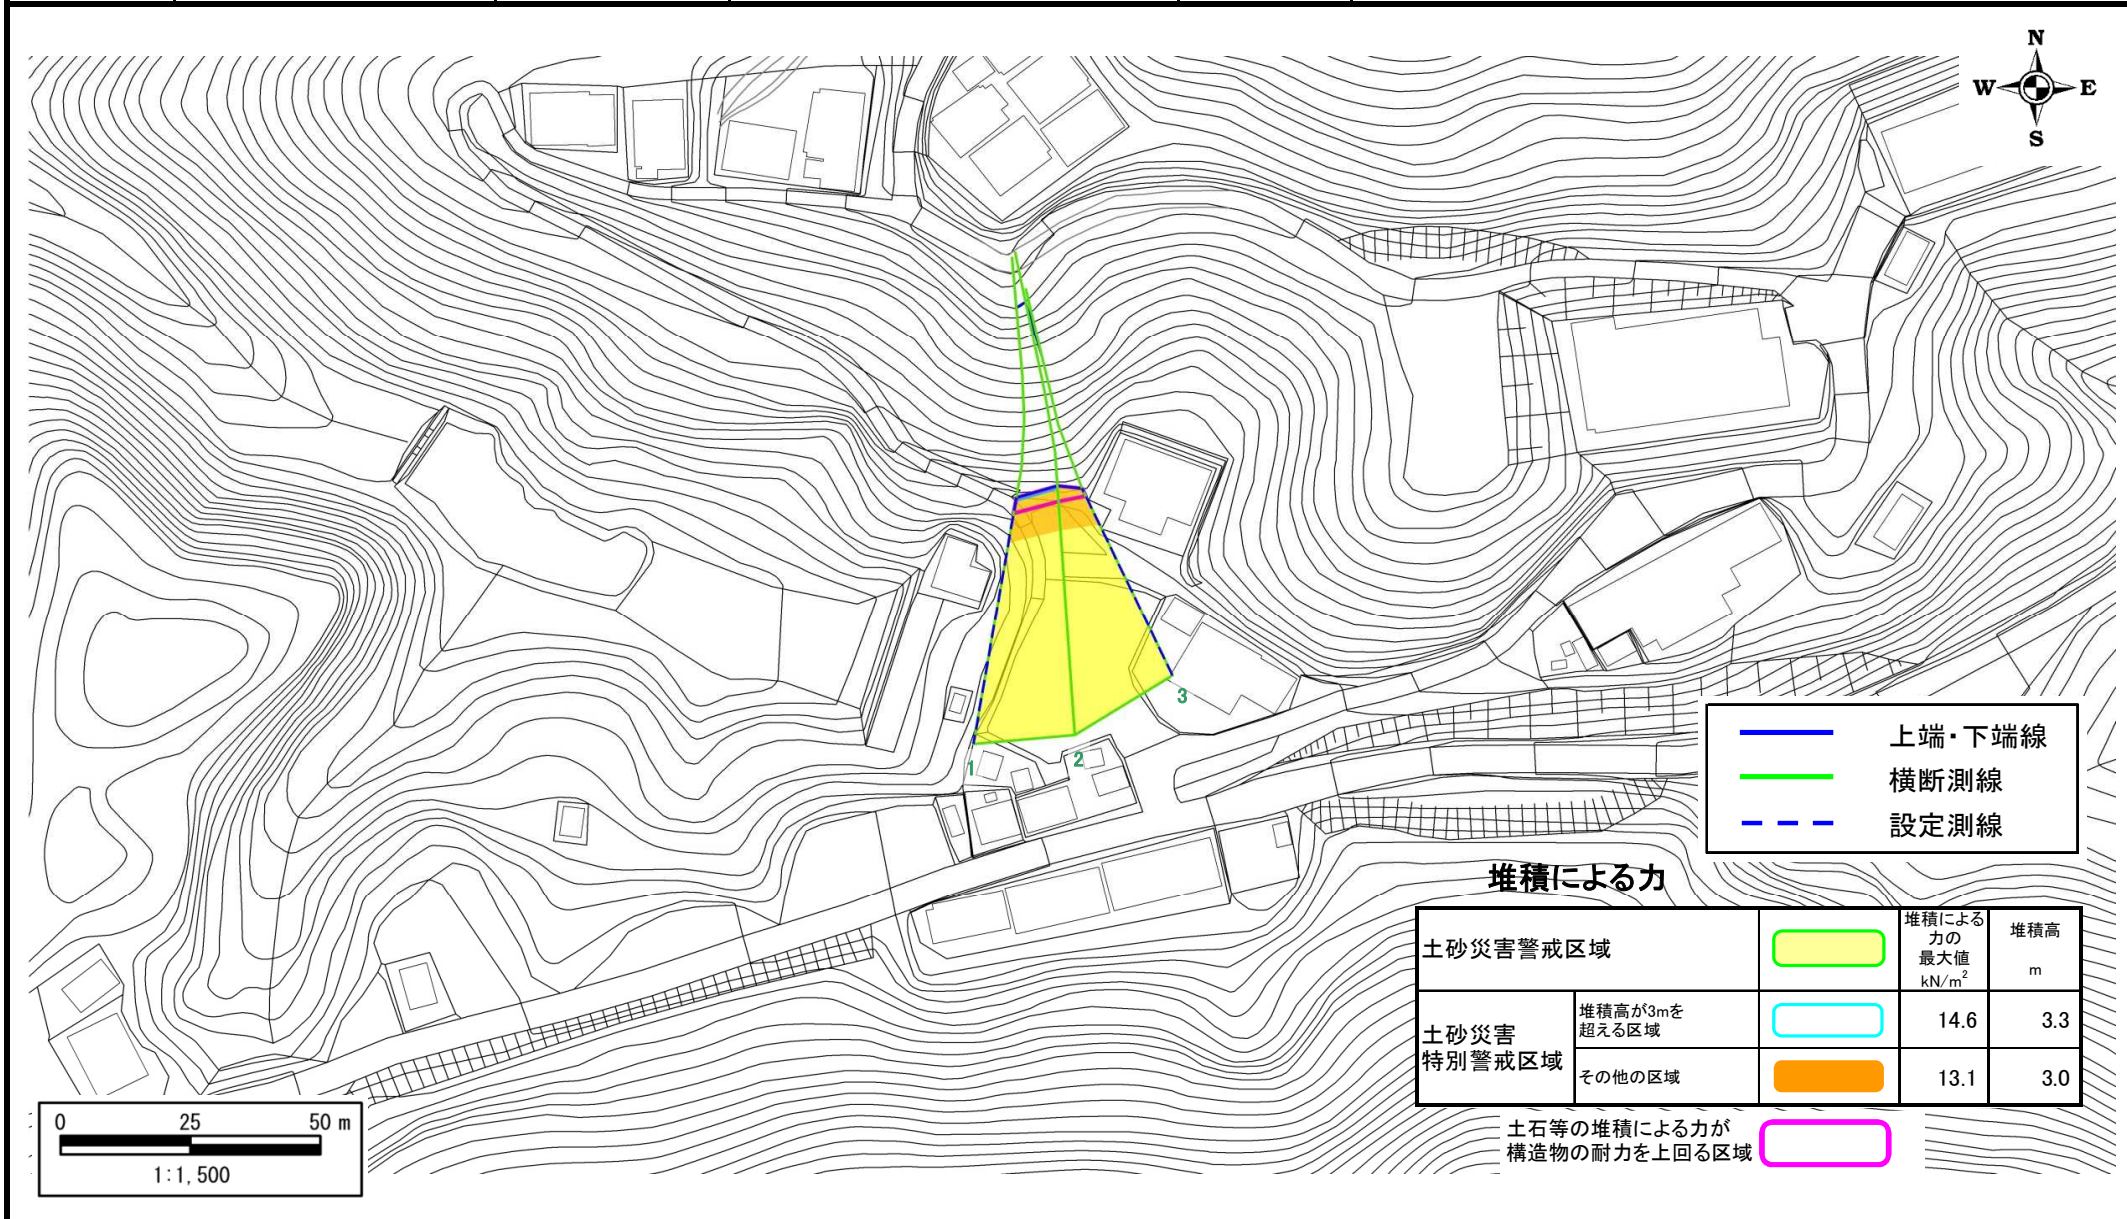 N
W E
S
1
2
3
上端・下端線
横断測線
設定測線
堆積による力
土砂災害警戒区域
堆積による
力の
最大値
kN/m²
堆積高
m
土砂災害
特別警戒区域
堆積高が3mを
超える区域
14.6
3.3
その他の区域
13.1
3.0
土石等の堆積による力が
構造物の耐力を上回る区域
0 25 50 m
1:1,500